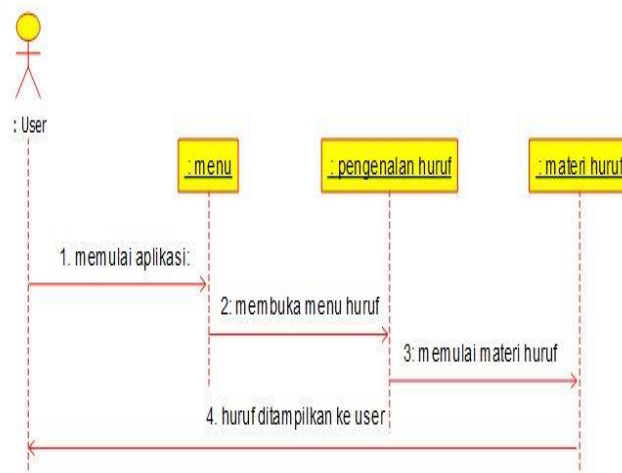 : User
: menu
: pengenalan huruf
: materi huruf
1. memulai aplikasi:
2: membuka menu huruf
3: memulai materi huruf
4. huruf ditampilkan ke user